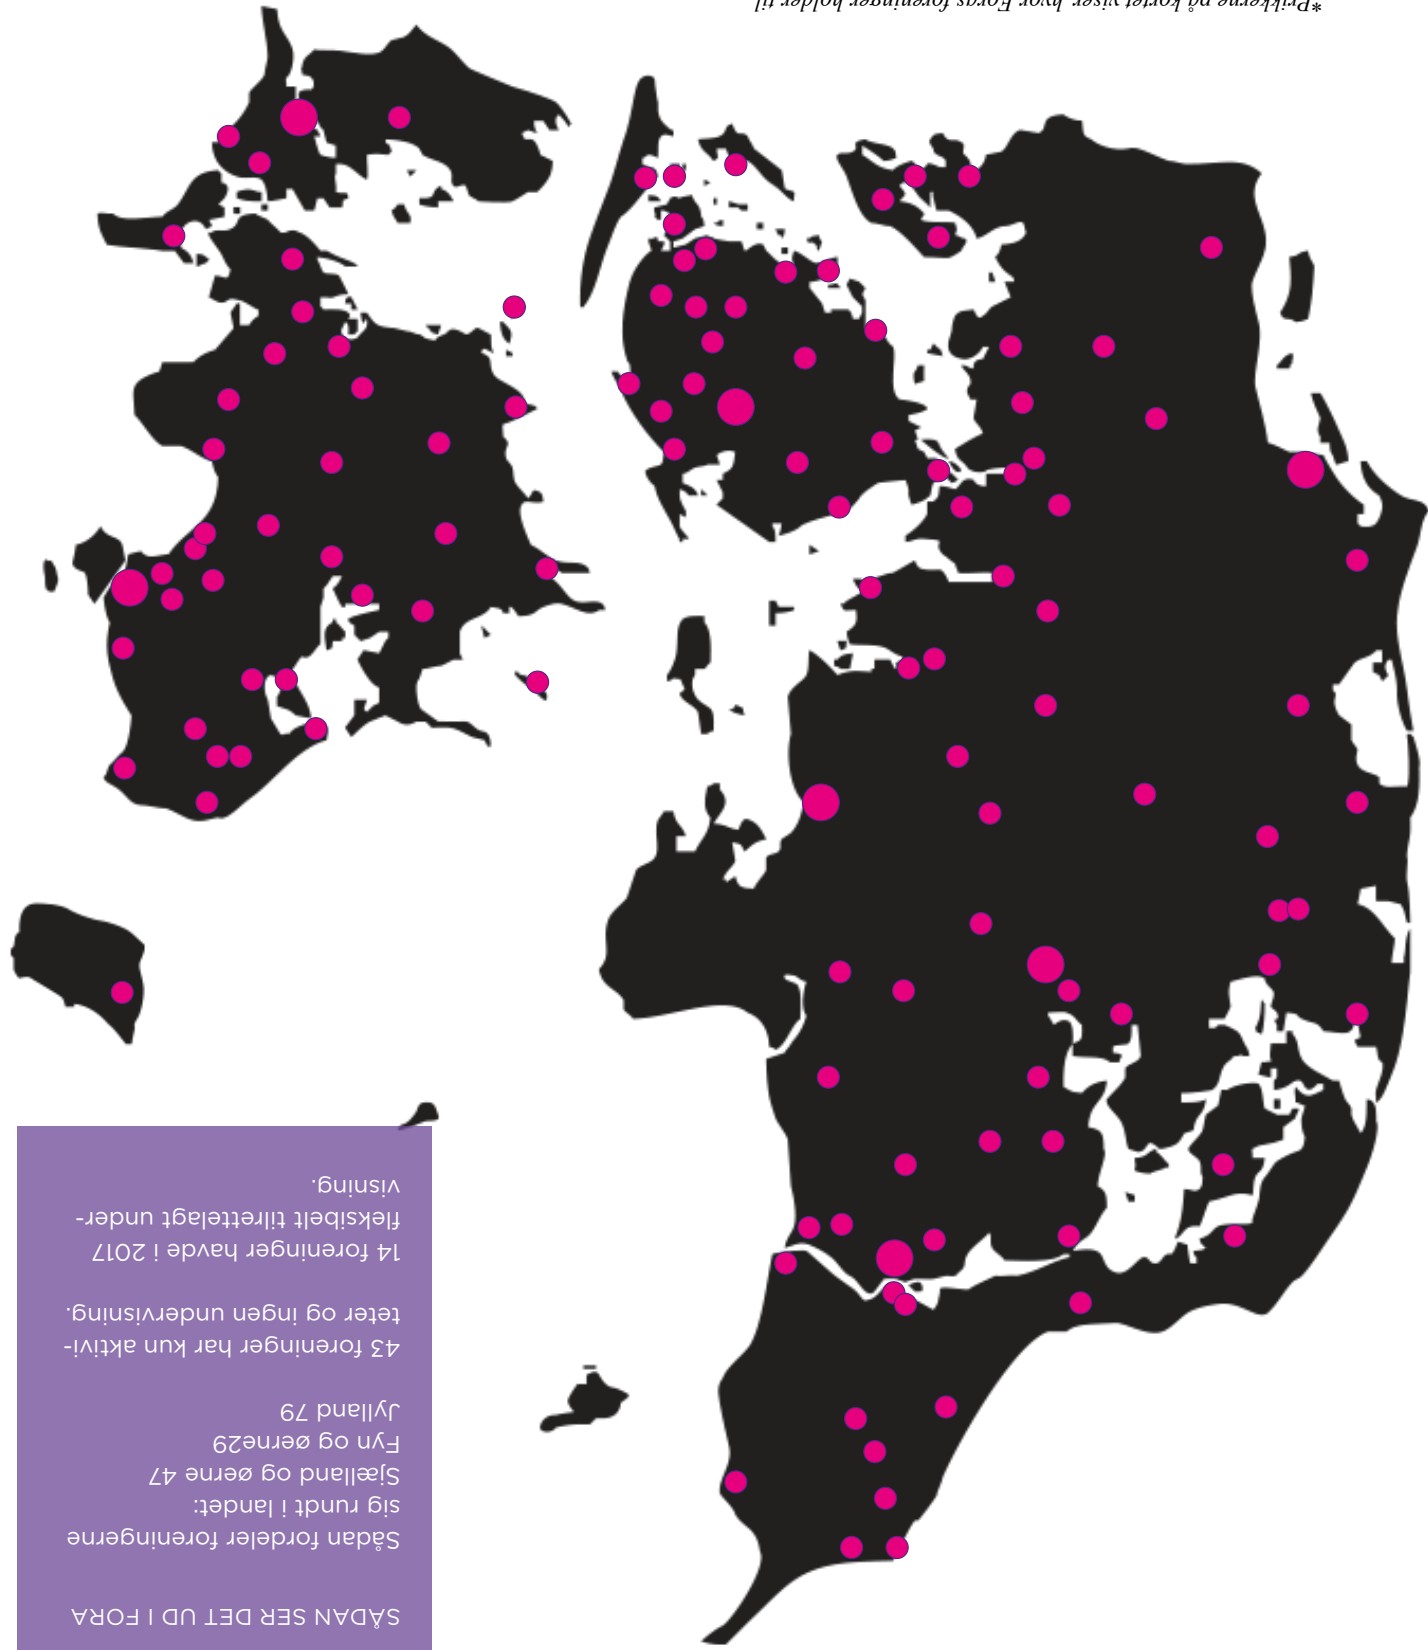 SÅDAN SER DET UD I FORA
Sådan fordeler foreningerne
sig rundt i landet:
Sjælland og øerne 47
Fyn og øerne29
Jylland 79
43 foreninger har kun aktivi-
teter og ingen undervisning.
14 foreninger havde i 2017
fleksibelt tilrettelagt under-
visning.
*Prikkerne på kortet viser hvor Foras foreninger holder til